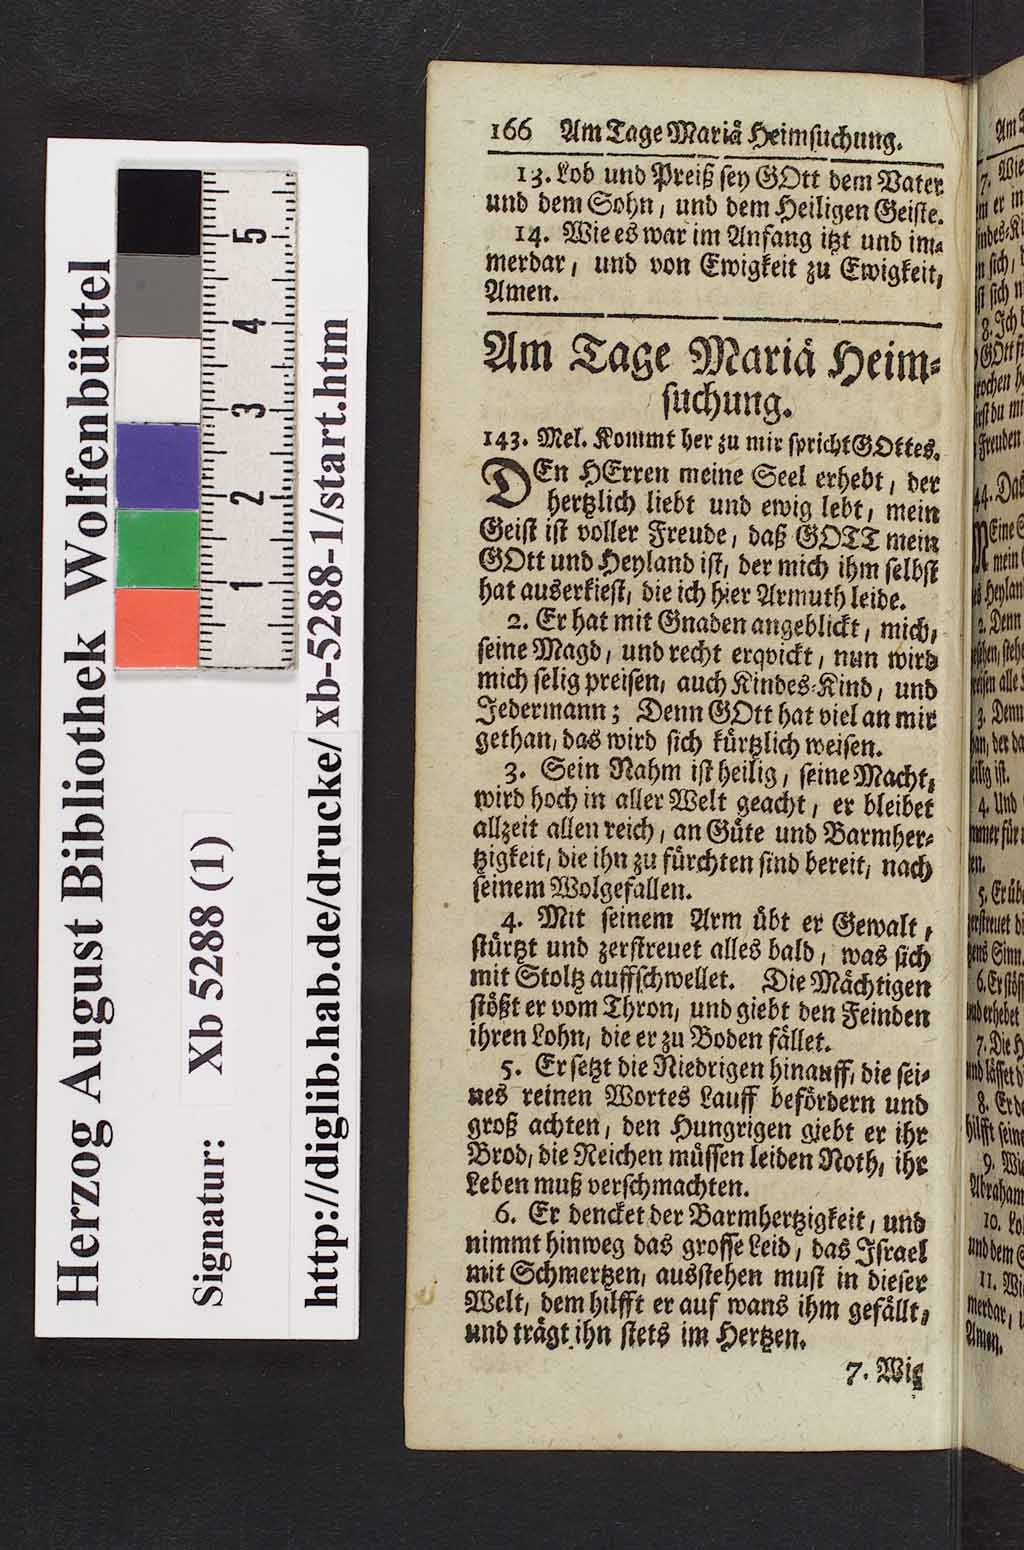 166 Am Tage Mariä Heimsuchung.
13. Lob und Preiß sey GOtt dem Vater
und dem Sohn, und dem Heiligen Geiste.
14. Wie es war im Anfang itzt und im-
merdar, und von Ewigkeit zu Ewigkeit,
Amen.
Am Tage Mariä Heim-
suchung.
143. Mel. Kommt her zu mir spricht GOttes.
DEn HErren meine Seel erhebt, der
hertzlich liebt und ewig lebt, mein
Geist ist voller Freude, daß GOTT mein
GOtt und Heyland ist, der mich ihm selbst
hat auserkiest, die ich hier Armuth leide.
2. Er hat mit Gnaden angeblickt, mich,
seine Magd, und recht erqvickt, nun wird
mich selig preisen, auch Kindes-Kind, und
Jedermann; Denn GOtt hat viel an mir
gethan, das wird sich kürtzlich weisen.
3. Sein Nahm ist heilig, seine Macht,
wird hoch in aller Welt geacht, er bleibet
allzeit allen reich, an Güte und Barmher-
tzigkeit, die ihn zu fürchten sind bereit, nach
seinem Wolgefallen.
4. Mit seinem Arm übt er Gewalt,
stürtzt und zerstreuet alles bald, was sich
mit Stoltz auffschwellet. Die Mächtigen
stößt er vom Thron, und giebt den Feinden
ihren Lohn, die er zu Boden fället.
5. Er setzt die Niedrigen hinauff, die sei-
nes reinen Wortes Lauff befördern und
groß achten, den Hungrigen giebt er ihr
Brod, die Reichen müssen leiden Noth, ihr
Leben muß verschmachten.
6. Er dencket der Barmhertzigkeit, und
nimmt hinweg das grosse Leid, das Israel
mit Schmertzen, ausstehen must in dieser
Welt, dem hilfft er auf wans ihm gefällt,
und trägt ihn stets im Hertzen.
7. Wie
Herzog August Bibliothek Wolfenbüttel
Signatur: Xb 5288 (1)
http://diglib.hab.de/drucke/ xb-5288-1/start.htm
1 2 3 4 5